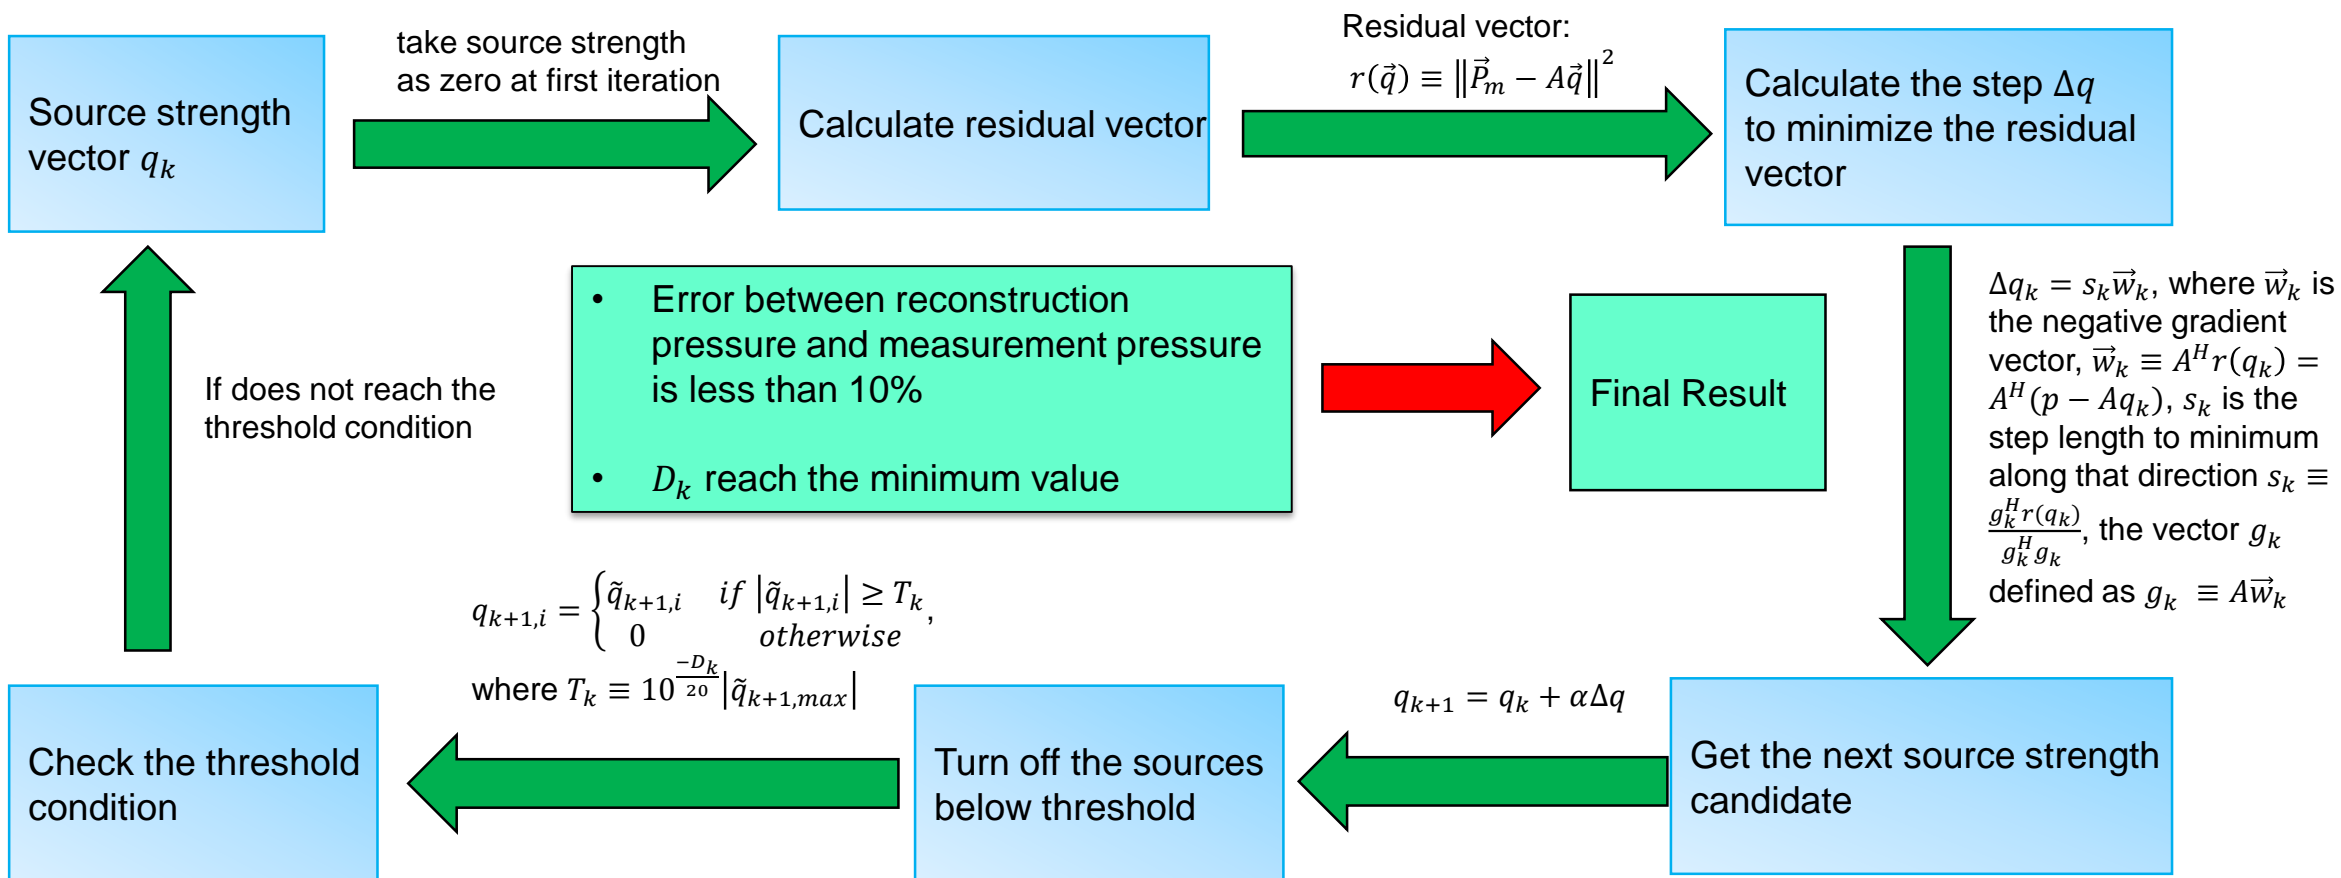 Source strength
vector q_k
take source strength
as zero at first iteration
Calculate residual vector
Residual vector:
r(q⃗) ≡ ‖P⃗_m − Aq⃗‖²
Calculate the step Δq
to minimize the residual
vector
Δq_k = s_k w⃗_k, where w⃗_k is
the negative gradient
vector, w⃗_k ≡ A^H r(q_k) =
A^H (p − Aq_k), s_k is the
step length to minimum
along that direction s_k ≡
g_k^H r(q_k) / g_k^H g_k, the vector g_k
defined as g_k ≡ Aw⃗_k
Get the next source strength
candidate
q_{k+1} = q_k + αΔq
Turn off the sources
below threshold
q_{k+1,i} = { q̃_{k+1,i} if |q̃_{k+1,i}| ≥ T_k
0 otherwise ,
where T_k ≡ 10^{−D_k/20} |q̃_{k+1,max}|
Check the threshold
condition
If does not reach the
threshold condition
• Error between reconstruction
pressure and measurement pressure
is less than 10%
• D_k reach the minimum value
Final Result